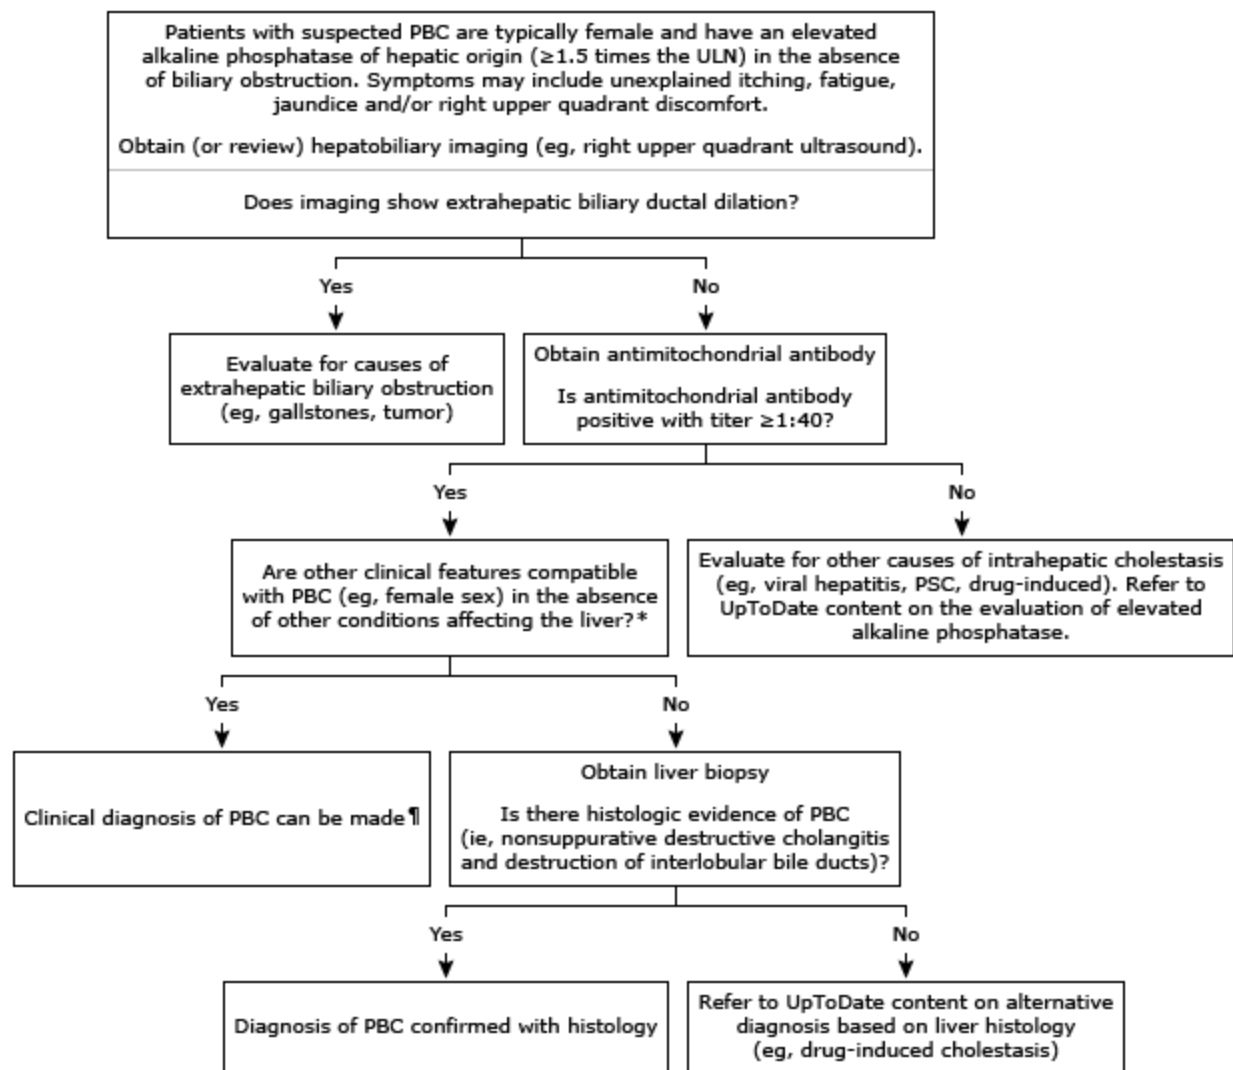 Patients with suspected PBC are typically female and have an elevated
alkaline phosphatase of hepatic origin (≥1.5 times the ULN) in the absence
of biliary obstruction. Symptoms may include unexplained itching, fatigue,
jaundice and/or right upper quadrant discomfort.
Obtain (or review) hepatobiliary imaging (eg, right upper quadrant ultrasound).
Does imaging show extrahepatic biliary ductal dilation?
Yes
No
Evaluate for causes of
extrahepatic biliary obstruction
(eg, gallstones, tumor)
Obtain antimitochondrial antibody
Is antimitochondrial antibody
positive with titer ≥1:40?
Yes
No
Are other clinical features compatible
with PBC (eg, female sex) in the absence
of other conditions affecting the liver?*
Evaluate for other causes of intrahepatic cholestasis
(eg, viral hepatitis, PSC, drug-induced). Refer to
UpToDate content on the evaluation of elevated
alkaline phosphatase.
Yes
No
Clinical diagnosis of PBC can be made¶
Obtain liver biopsy
Is there histologic evidence of PBC
(ie, nonsuppurative destructive cholangitis
and destruction of interlobular bile ducts)?
Yes
No
Diagnosis of PBC confirmed with histology
Refer to UpToDate content on alternative
diagnosis based on liver histology
(eg, drug-induced cholestasis)